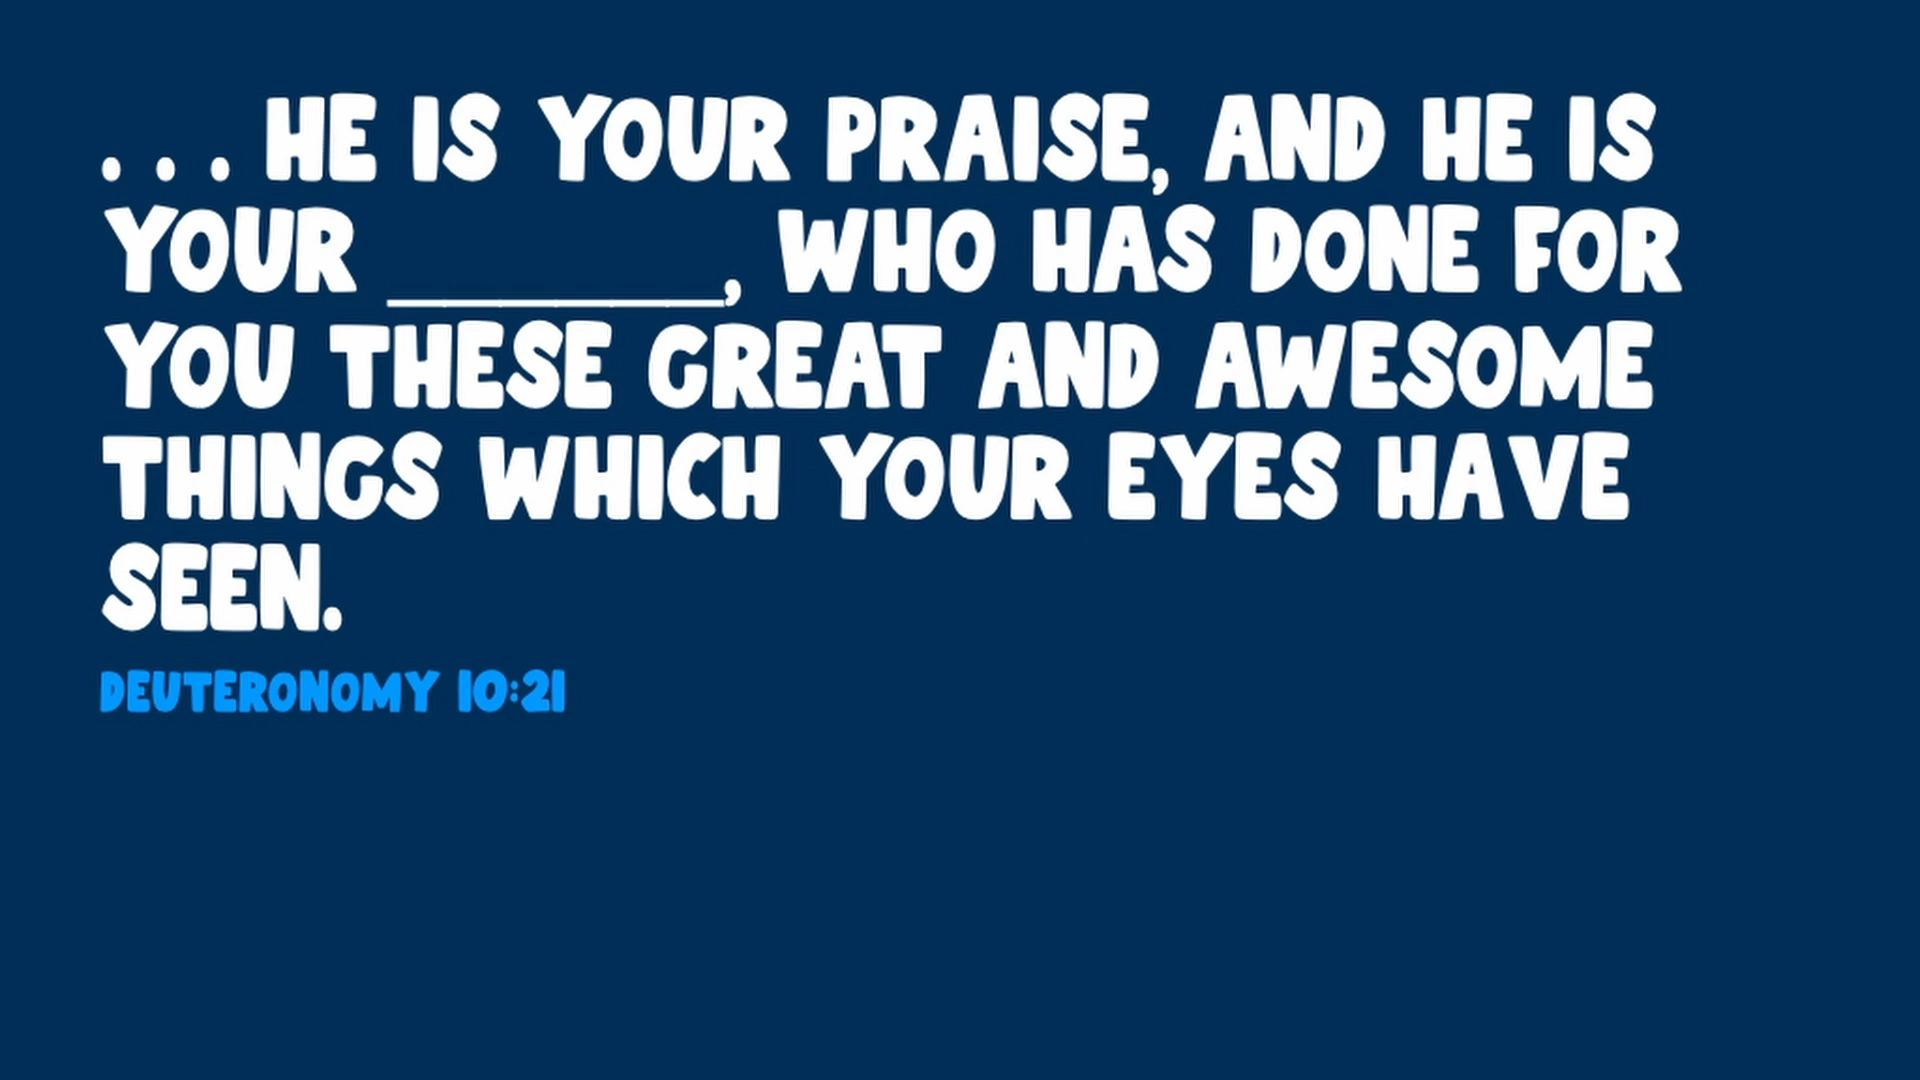 . . . HE IS YOUR PRAISE, AND HE IS
YOUR ______, WHO HAS DONE FOR
YOU THESE GREAT AND AWESOME
THINGS WHICH YOUR EYES HAVE
SEEN.
DEUTERONOMY 10:21